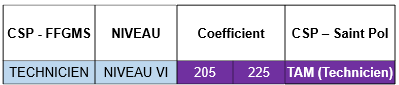 CSP - FFGMS NIVEAU Coefficient CSP – Saint Pol
TECHNICIEN NIVEAU VI 205 225 TAM (Technicien)